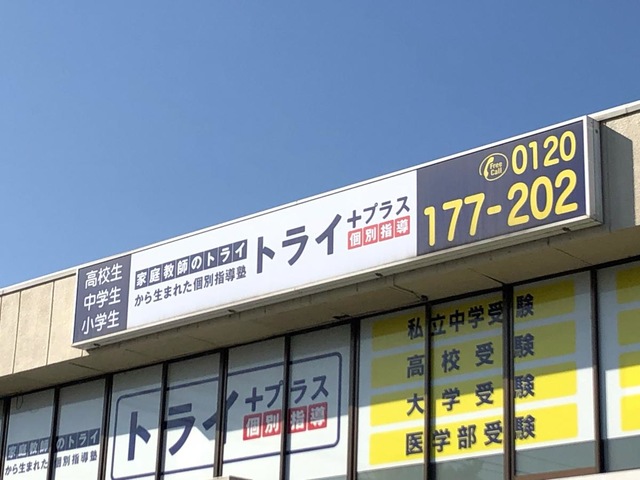 高校生
中学生
小学生
家庭教師のトライ
から生まれた個別指導塾
トライ+プラス
個別指導
Free Call
0120
177-202
家庭教師のトライ
から生まれた個別指導塾
トライ+プラス
個別指導
私立中学受験
高校受験
大学受験
医学部受験